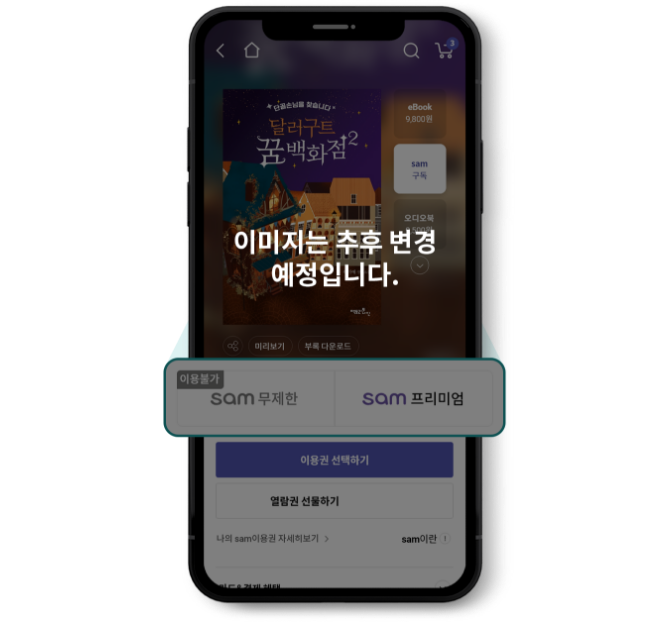 3
단골손님을 찾습니다
달러구트
꿈 백화점2
eBook
9,800원
sam
구독
오디오북
이미지는 추후 변경
예정입니다.
미리보기
부록 다운로드
이용불가
sam 무제한
sam 프리미엄
이용권 선택하기
열람권 선물하기
나의 sam이용권 자세히보기 >
sam이란